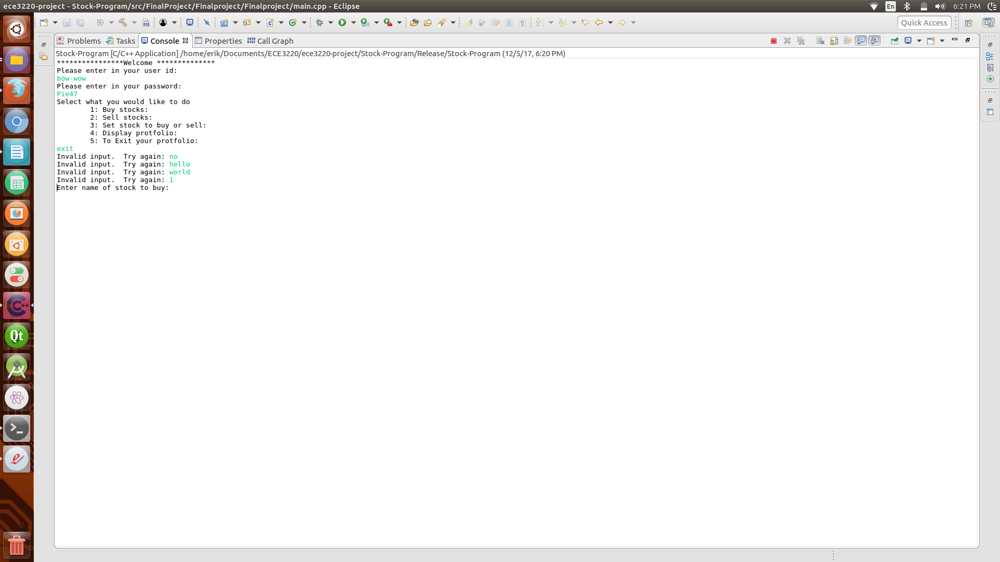 ece3220-project - Stock-Program/src/FinalProject/Finalproject/Finalproject/main.cpp - Eclipse
En
6:21 PM
Quick Access
Problems
Tasks
Console
Properties
Call Graph
Stock-Program [C/C++ Application] /home/erik/Documents/ECE3220/ece3220-project/Stock-Program/Release/Stock-Program (12/5/17, 6:20 PM)
****************Welcome **************
Please enter in your user id:
bow-wow
Please enter in your password:
Pie47
Select what you would like to do
1: Buy stocks:
2: Sell stocks:
3: Set stock to buy or sell:
4: Display protfolio:
5: To Exit your protfolio:
exit
Invalid input.  Try again: no
Invalid input.  Try again: hello
Invalid input.  Try again: world
Invalid input.  Try again: 1
Enter name of stock to buy:
Qt